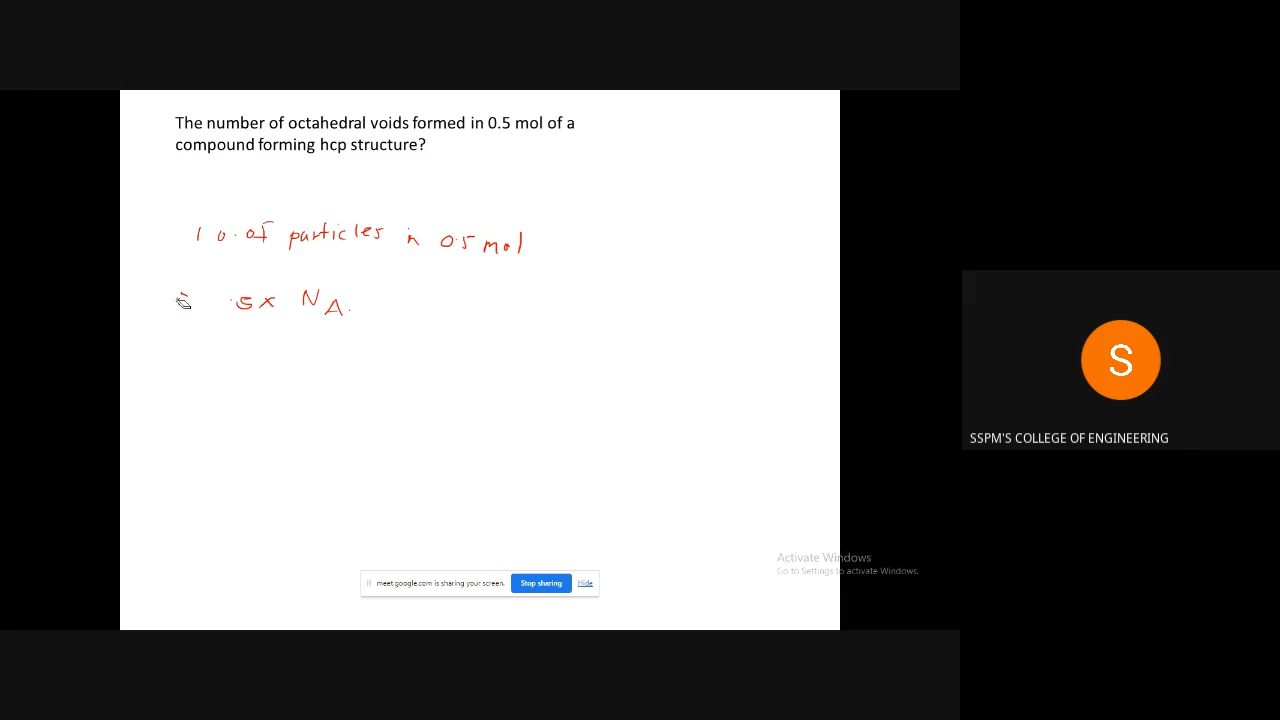 The number of octahedral voids formed in 0.5 mol of a
compound forming hcp structure?
o. of particles in 0.5 mol
.5 x NA.
S
SSPM'S COLLEGE OF ENGINEERING
Activate Windows
Go to Settings to activate Windows.
meet.google.com is sharing your screen. Stop sharing Hide